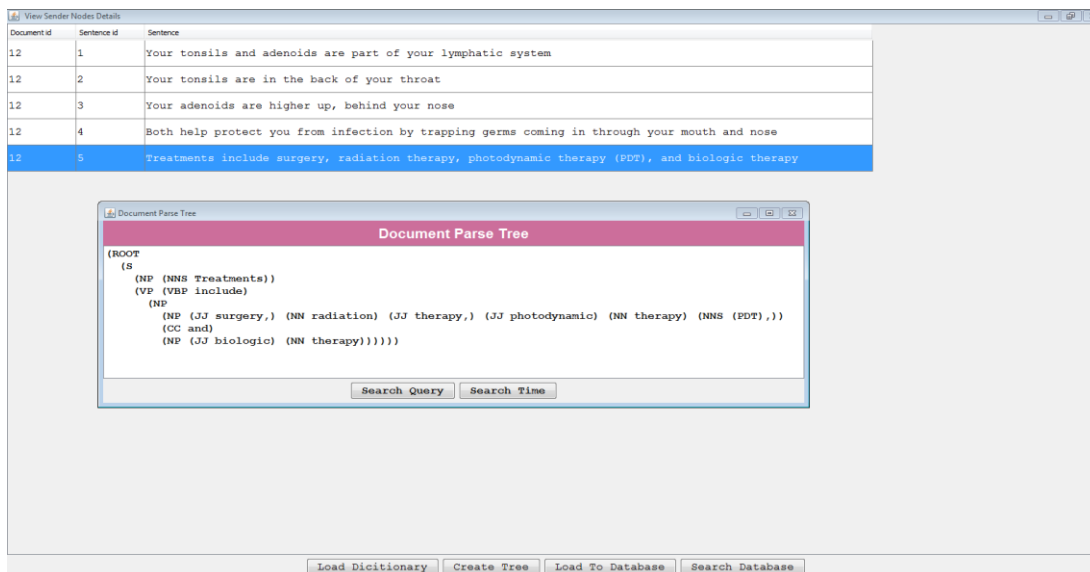 View Sender Nodes Details
Document id Sentence id Sentence
12 1 Your tonsils and adenoids are part of your lymphatic system
12 2 Your tonsils are in the back of your throat
12 3 Your adenoids are higher up, behind your nose
12 4 Both help protect you from infection by trapping germs coming in through your mouth and nose
12 5 Treatments include surgery, radiation therapy, photodynamic therapy (PDT), and biologic therapy
Document Parse Tree
Document Parse Tree
(ROOT
(S
(NP (NNS Treatments))
(VP (VBP include)
(NP
(NP (JJ surgery,) (NN radiation) (JJ therapy,) (JJ photodynamic) (NN therapy) (NNS (PDT),))
(CC and)
(NP (JJ biologic) (NN therapy))))))
Search Query Search Time
Load Dicitionary Create Tree Load To Database Search Database